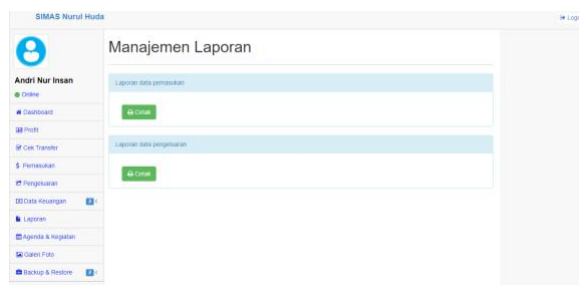 SIMAS Nurul Huda
Logo
Manajemen Laporan
Andri Nur Insan
Online
Dashboard
Profil
Cek Transfer
Pemasukan
Pengeluaran
Data Keuangan
Laporan
Agenda & Kegiatan
Galeri Foto
Backup & Restore
Laporan data pemasukan
Cetak
Laporan data pengeluaran
Cetak